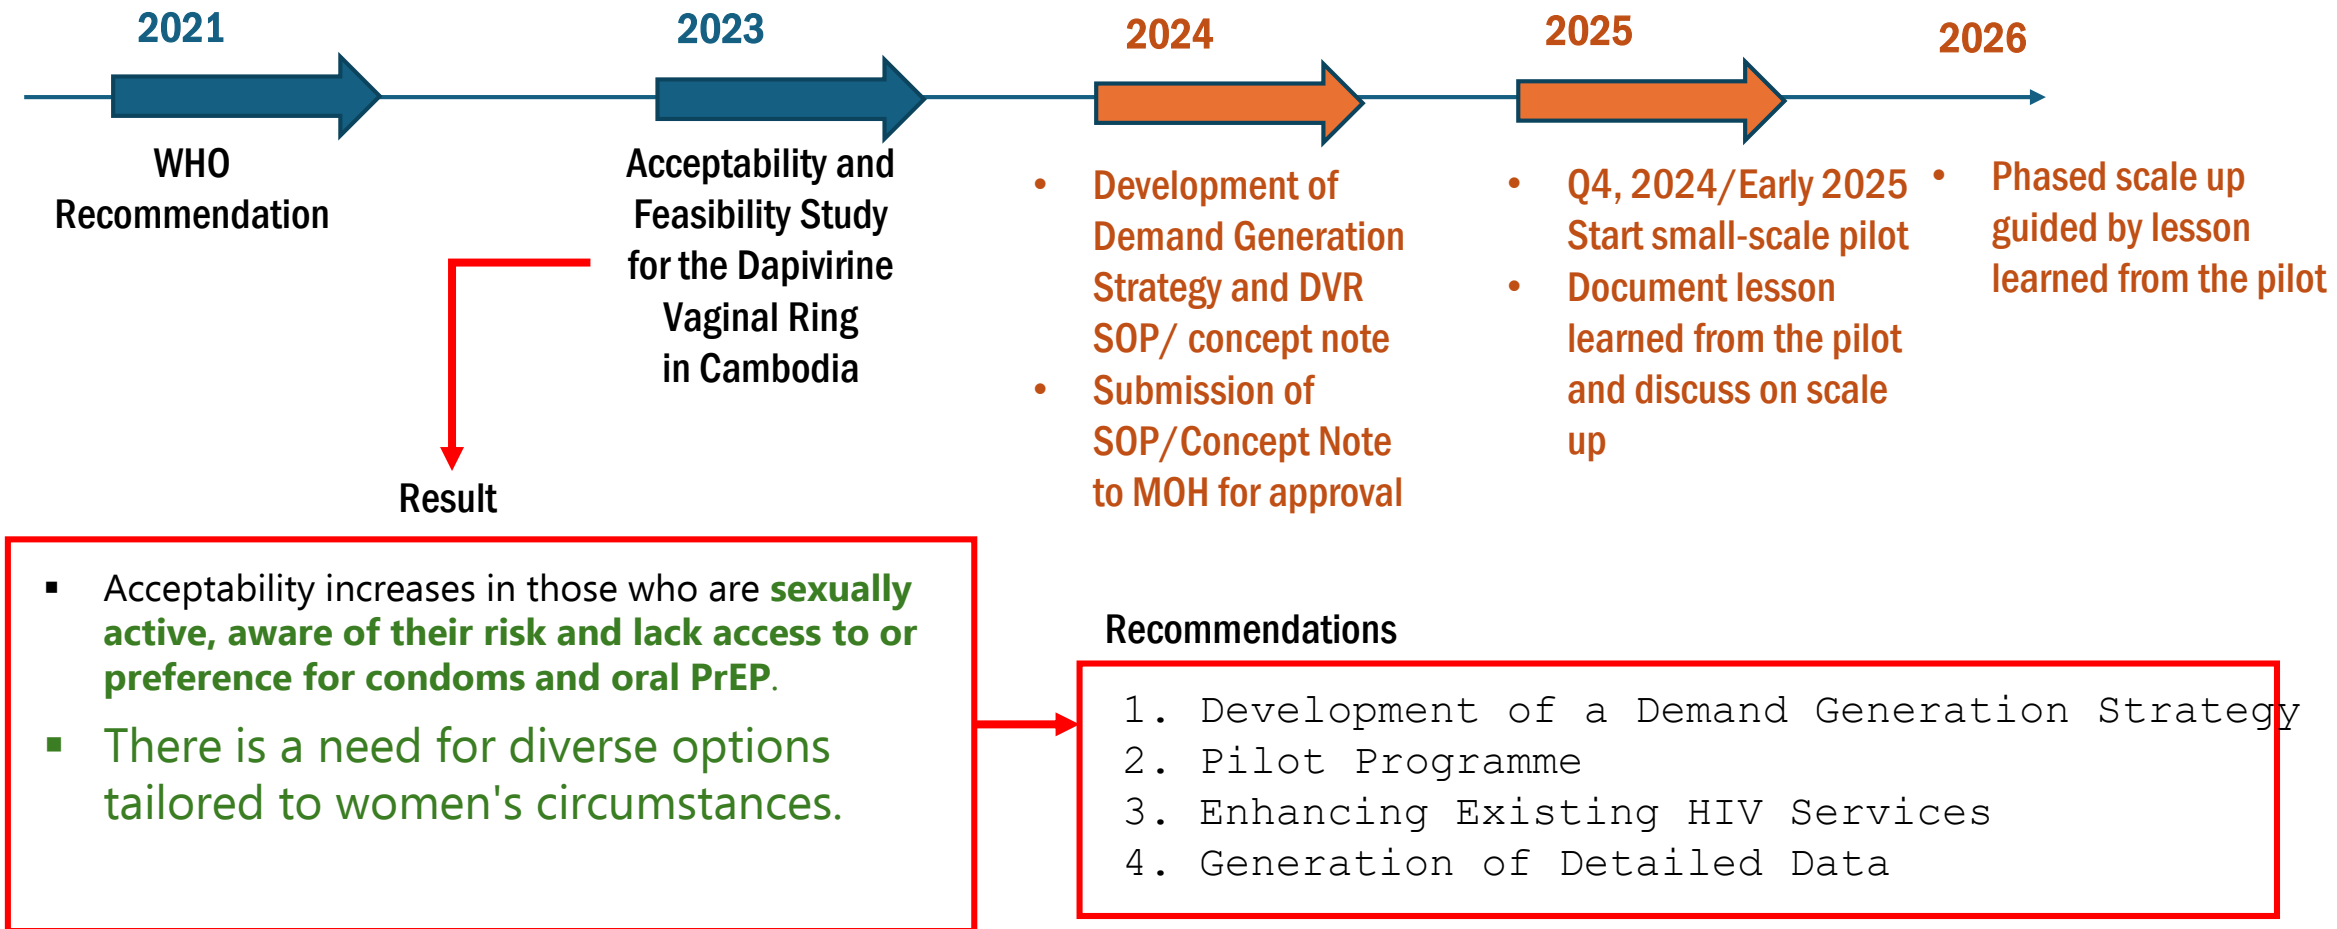 2021
WHO
Recommendation
2023
Acceptability and
Feasibility Study
for the Dapivirine
Vaginal Ring
in Cambodia
2024
• Development of
Demand Generation
Strategy and DVR
SOP/ concept note
• Submission of
SOP/Concept Note
to MOH for approval
2025
• Q4, 2024/Early 2025
Start small-scale pilot
• Document lesson
learned from the pilot
and discuss on scale
up
2026
• Phased scale up
guided by lesson
learned from the pilot
Result
▪ Acceptability increases in those who are sexually
active, aware of their risk and lack access to or
preference for condoms and oral PrEP.
▪ There is a need for diverse options
tailored to women's circumstances.
Recommendations
1. Development of a Demand Generation Strategy
2. Pilot Programme
3. Enhancing Existing HIV Services
4. Generation of Detailed Data